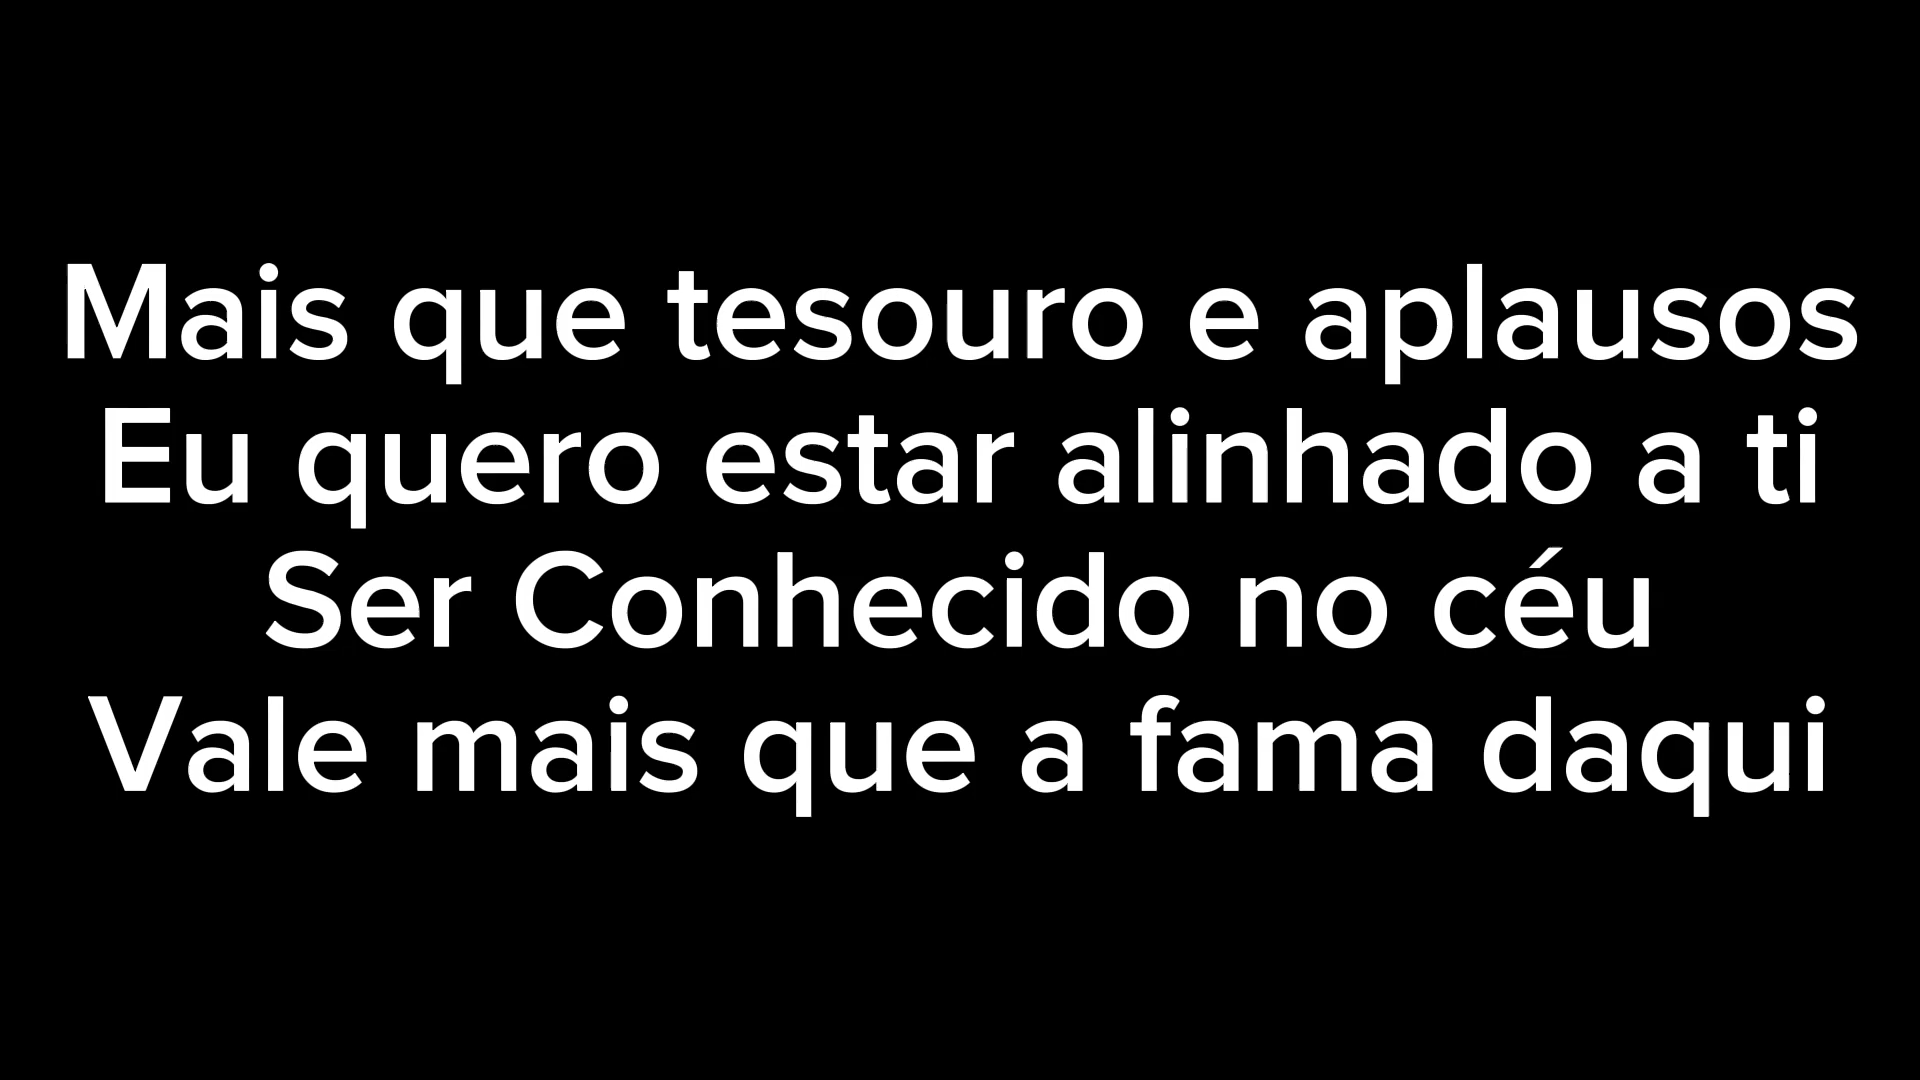 Mais que tesouro e aplausos
Eu quero estar alinhado a ti
Ser Conhecido no céu
Vale mais que a fama daqui